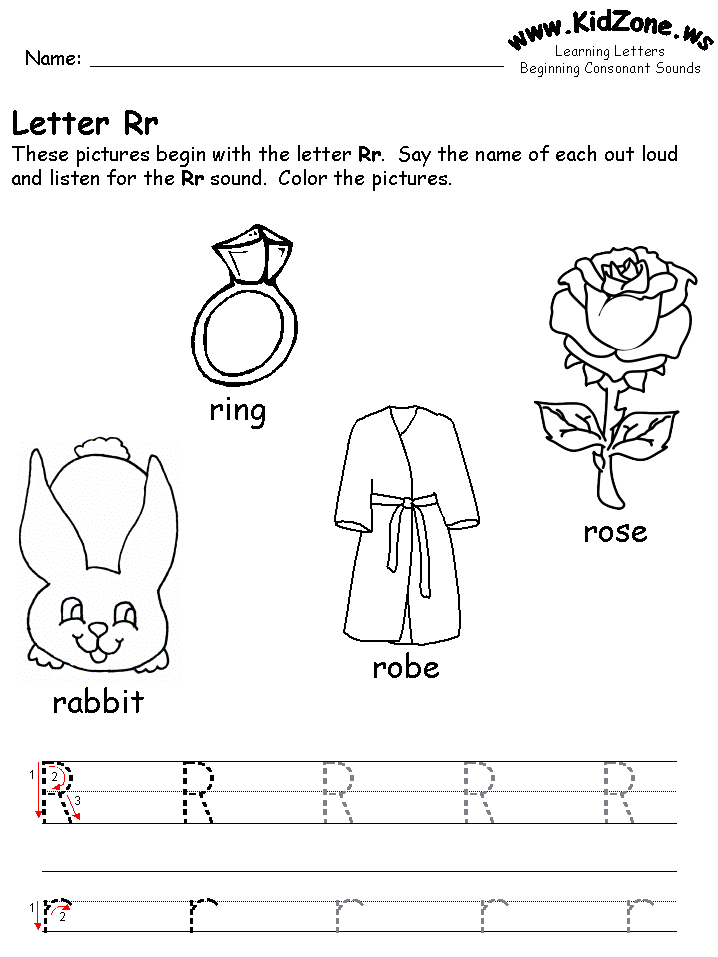 www.KidZone.ws
Name:
Learning Letters
Beginning Consonant Sounds
Letter Rr
These pictures begin with the letter Rr. Say the name of each out loud
and listen for the Rr sound. Color the pictures.
ring
rose
robe
rabbit
1 2 3 R R R R R
1 2 r r r r r